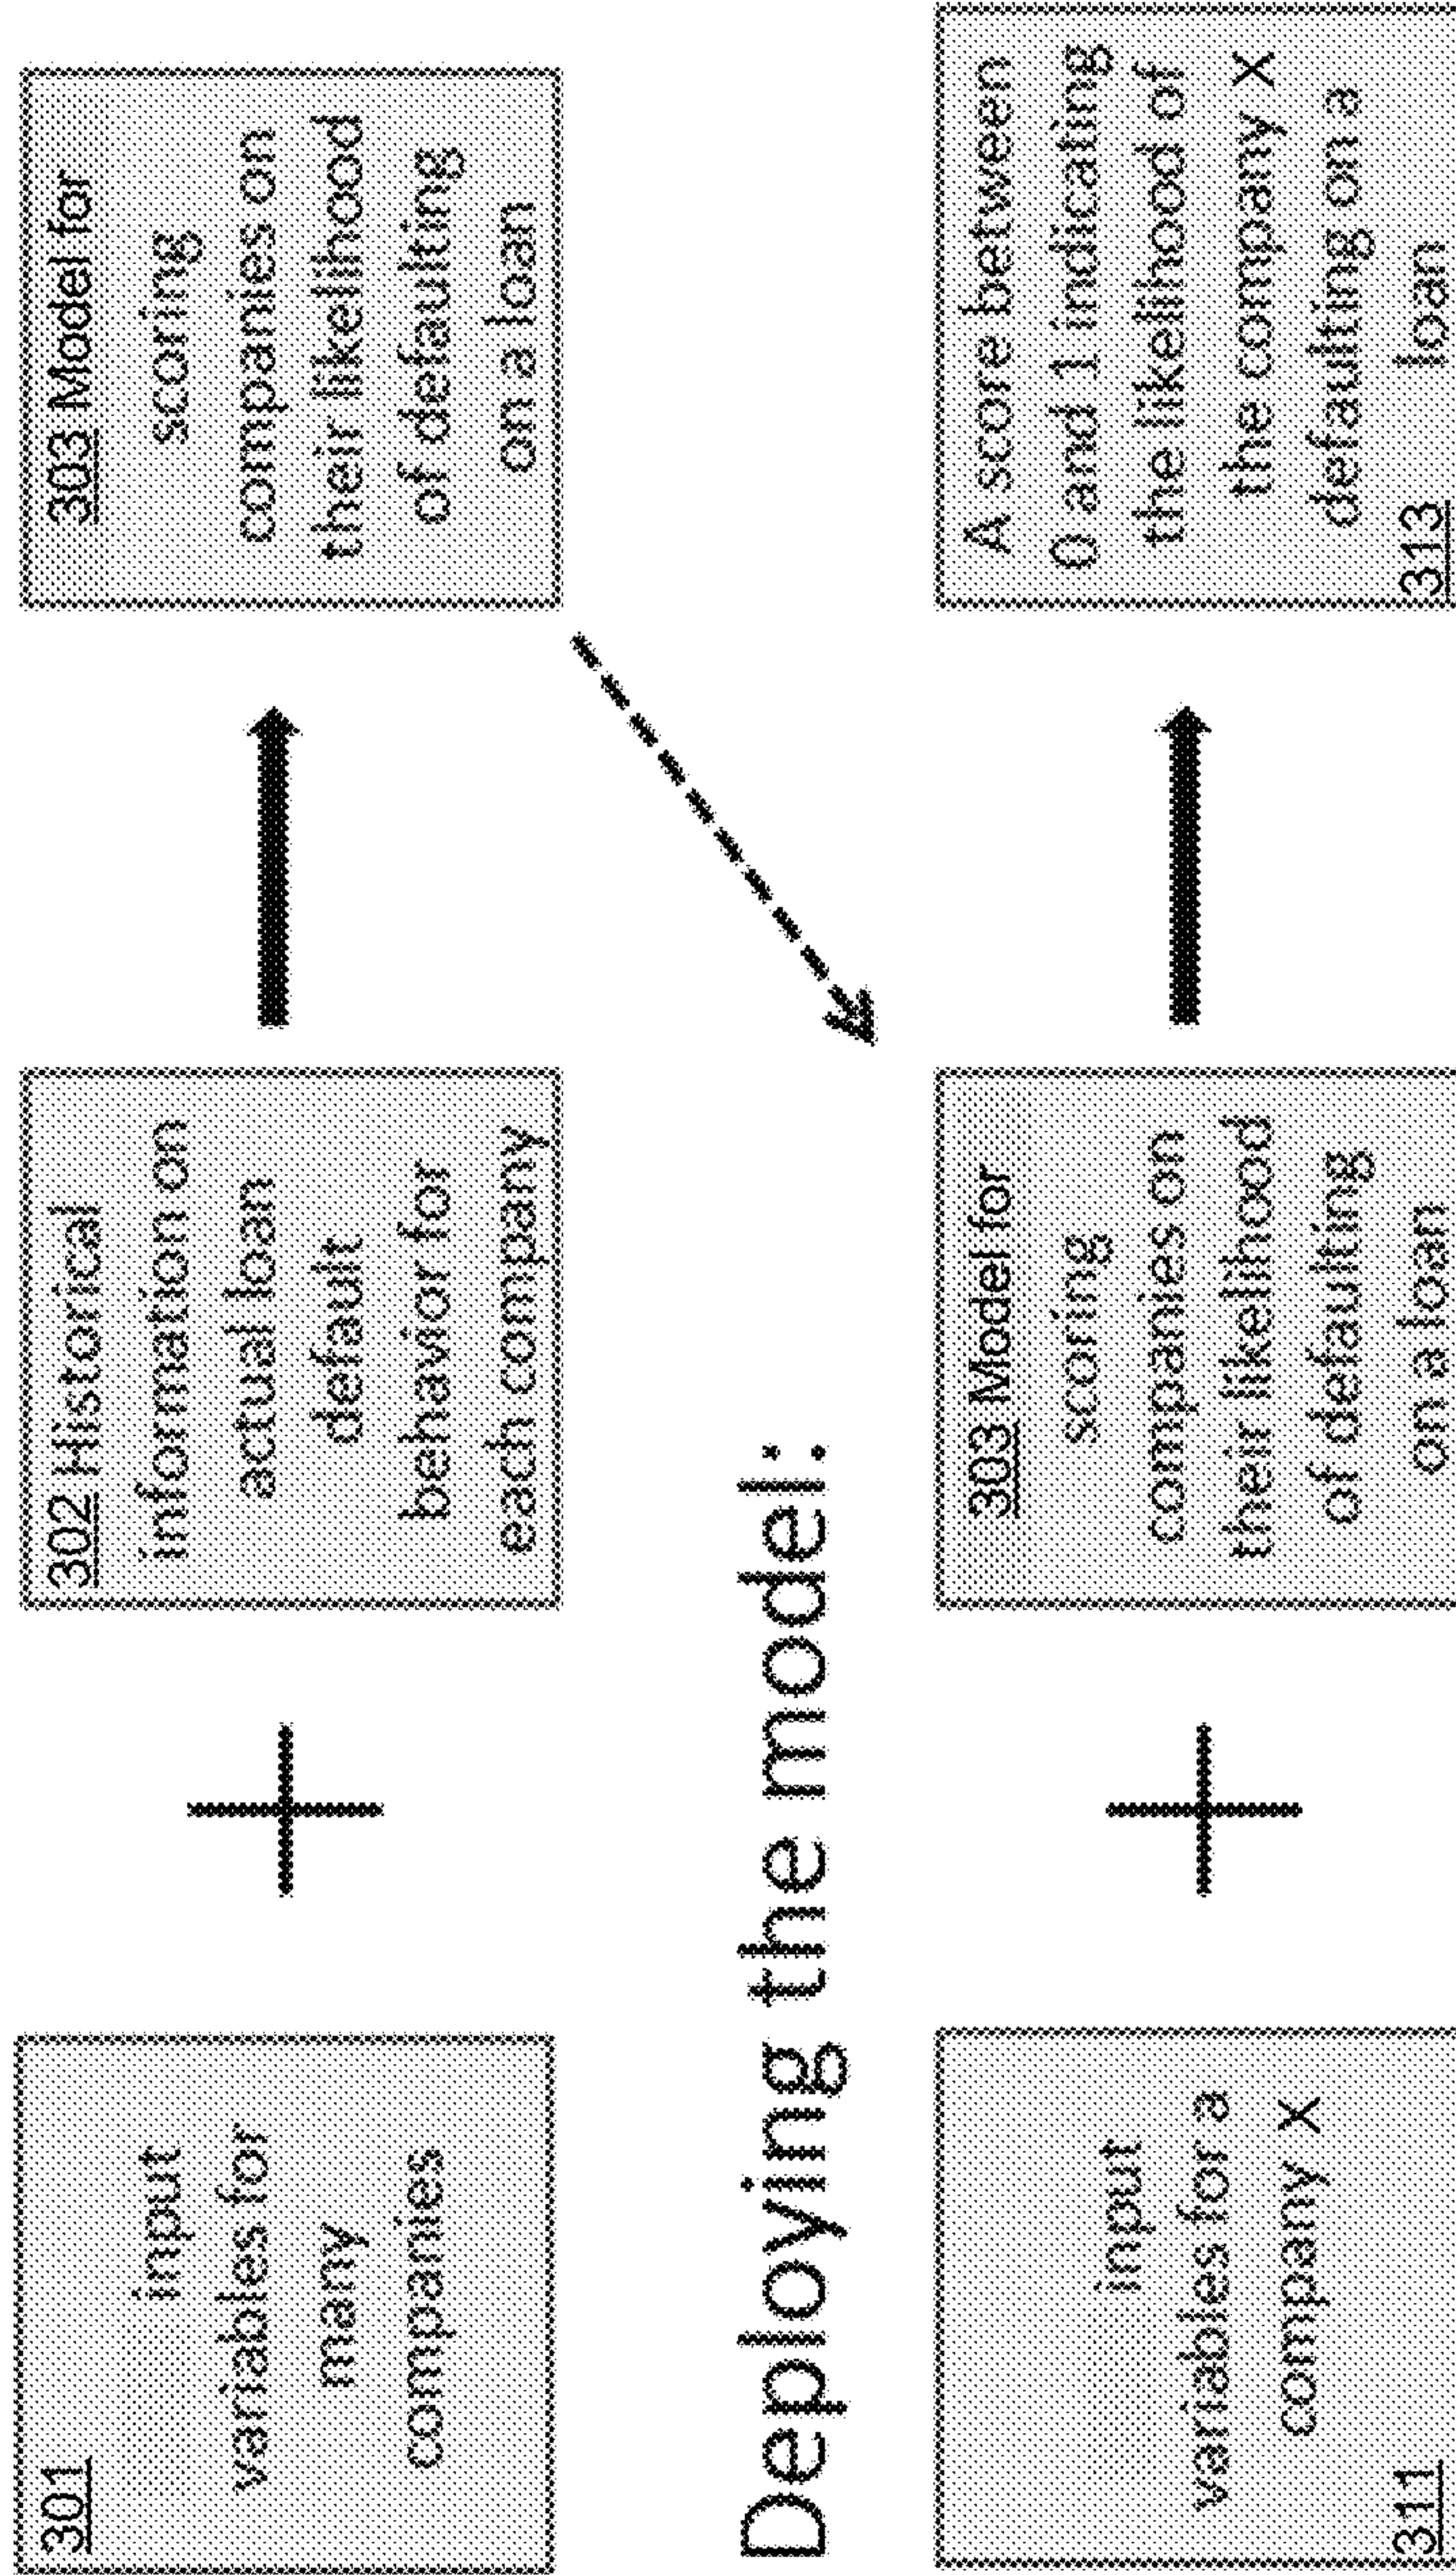 301
input
variables for
many
companies
302 Historical
information on
actual loan
default
behavior for
each company
303 Model for
scoring
companies on
their likelihood
of defaulting
on a loan
Deploying the model:
input
variables for a
company X
311
303 Model for
scoring
companies on
their likelihood
of defaulting
on a loan
A score between
0 and 1 indicating
the likelihood of
the company X
defaulting on a
loan
313